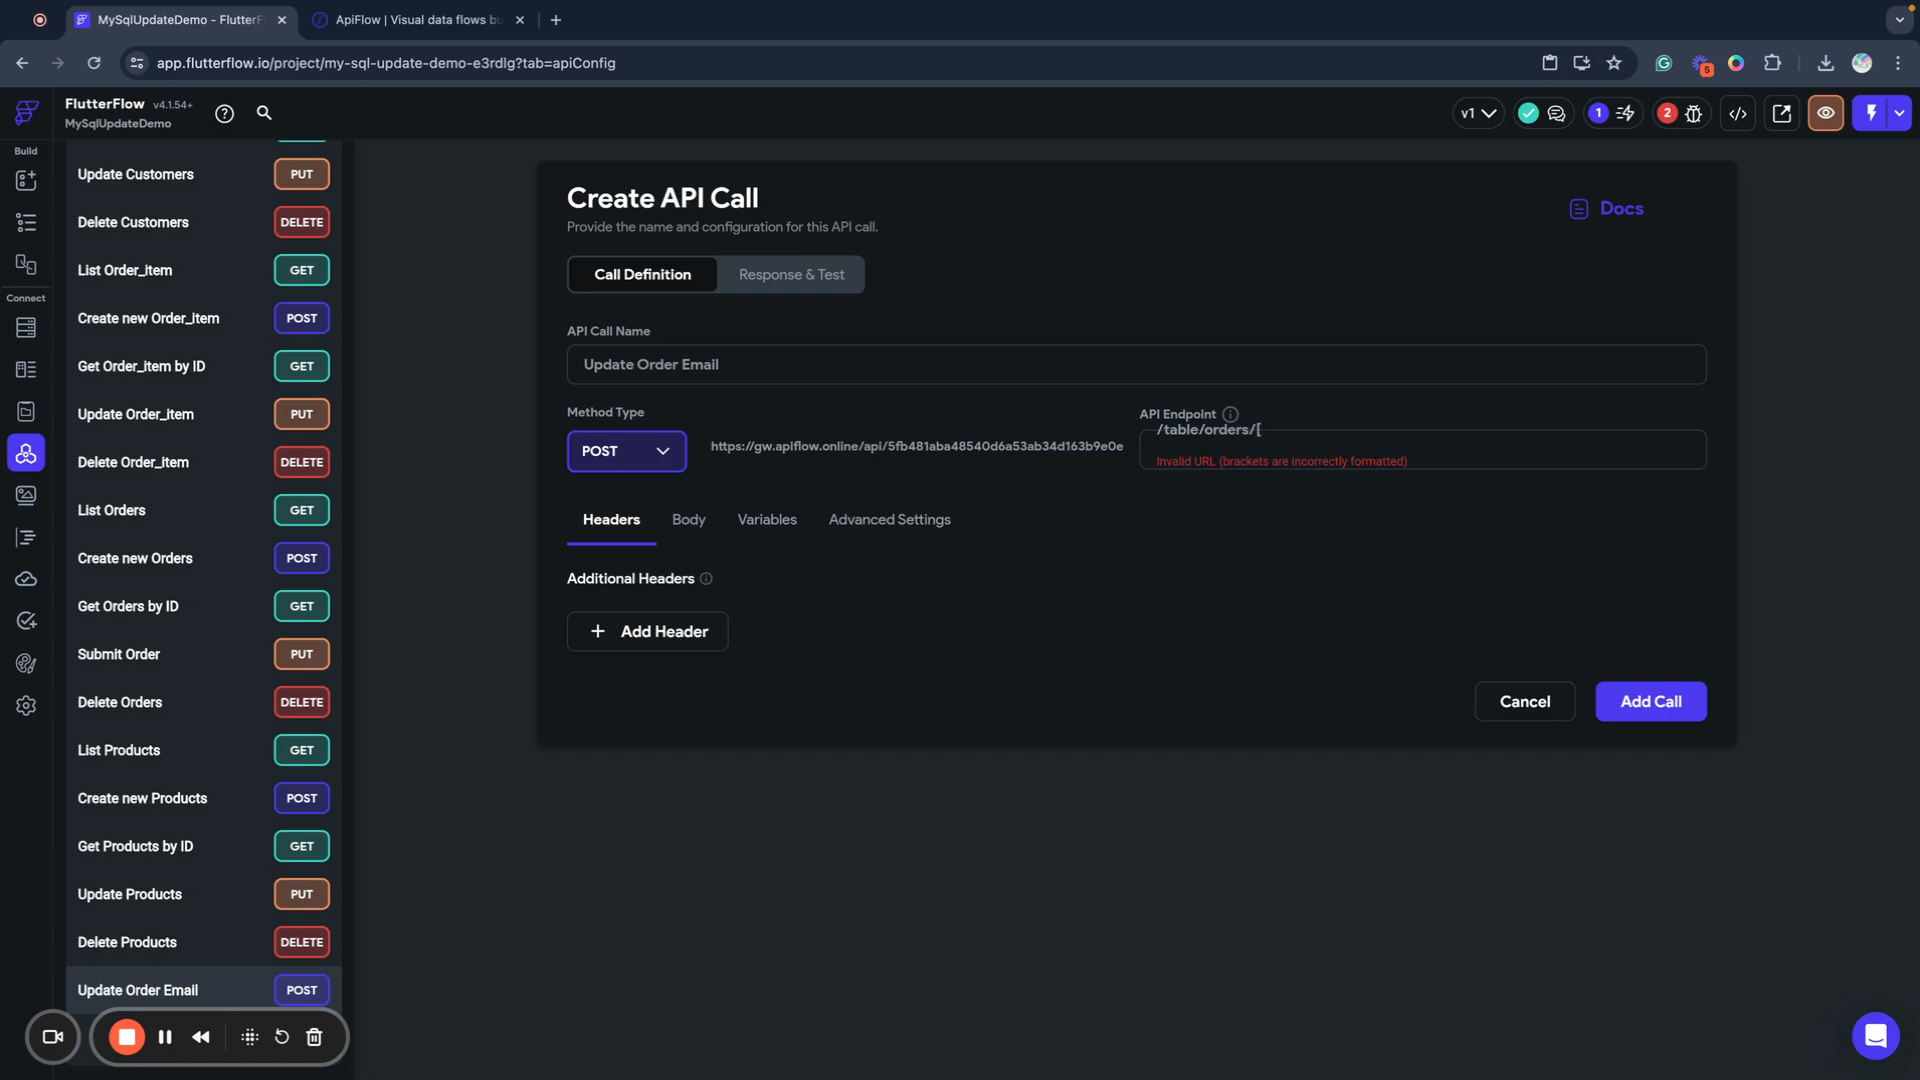 MySqlUpdateDemo - FlutterF
ApiFlow | Visual data flows bu
app.flutterflow.io/project/my-sql-update-demo-e3rdlg?tab=apiConfig
5
FlutterFlow v4.1.54+
MySqlUpdateDemo
v1
1
2
Build
Connect
Update Customers PUT
Delete Customers DELETE
List Order_item GET
Create new Order_item POST
Get Order_item by ID GET
Update Order_item PUT
Delete Order_item DELETE
List Orders GET
Create new Orders POST
Get Orders by ID GET
Submit Order PUT
Delete Orders DELETE
List Products GET
Create new Products POST
Get Products by ID GET
Update Products PUT
Delete Products DELETE
Update Order Email POST
Create API Call
Provide the name and configuration for this API call.
Docs
Call Definition
Response & Test
API Call Name
Update Order Email
Method Type
POST
https://gw.apiflow.online/api/5fb481aba48540d6a53ab34d163b9e0e
API Endpoint
/table/orders/[
Invalid URL (brackets are incorrectly formatted)
Headers
Body
Variables
Advanced Settings
Additional Headers
Add Header
Cancel
Add Call